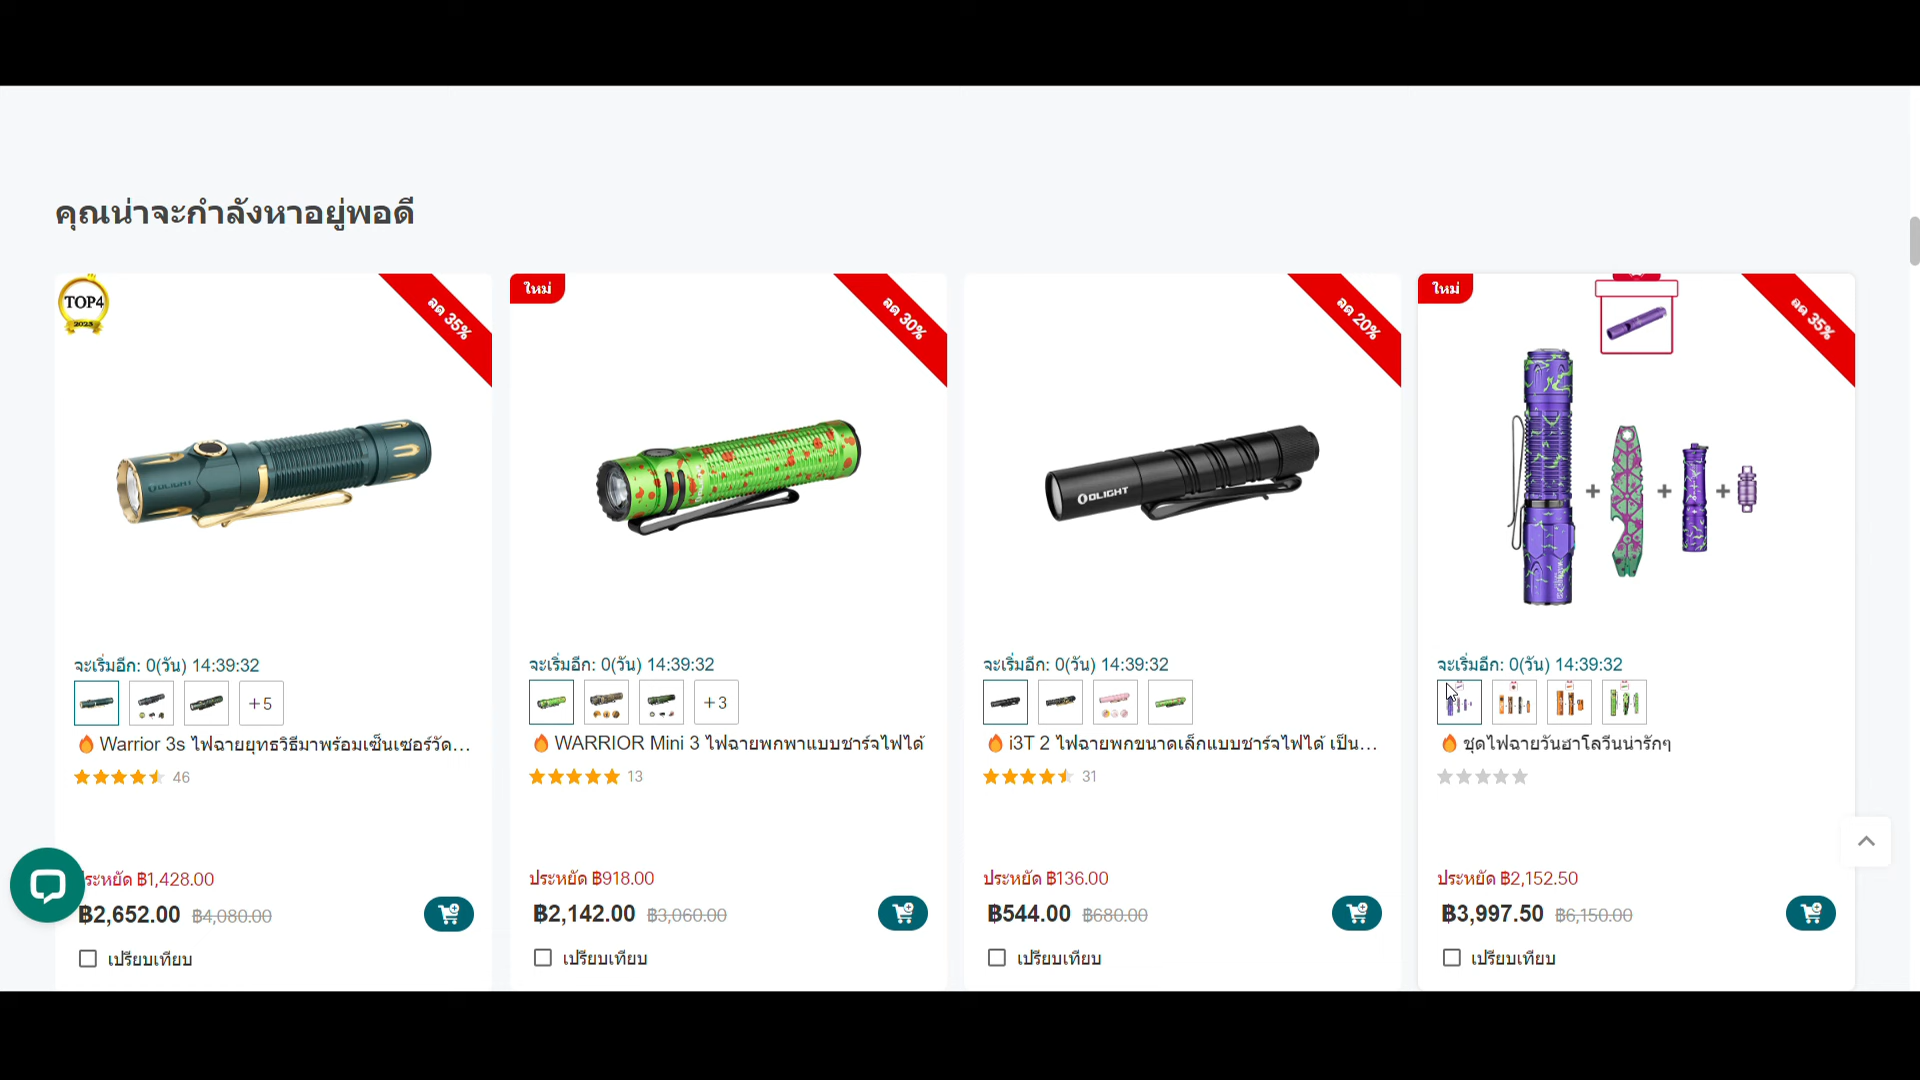 คุณน่าจะกำลังหาอยู่พอดี
TOP4
2023
ลด 35%
OLIGHT
จะเริ่มอีก: 0(วัน) 14:39:32
+5
🔥 Warrior 3s ไฟฉายยุทธวิธีมาพร้อมเซ็นเซอร์วัด...
46
ระหยัด ฿1,428.00
฿2,652.00 ฿4,080.00
เปรียบเทียบ
ใหม่
ลด 30%
จะเริ่มอีก: 0(วัน) 14:39:32
+3
🔥 WARRIOR Mini 3 ไฟฉายพกพาแบบชาร์จไฟได้
13
ประหยัด ฿918.00
฿2,142.00 ฿3,060.00
เปรียบเทียบ
ลด 20%
OLIGHT
จะเริ่มอีก: 0(วัน) 14:39:32
🔥 i3T 2 ไฟฉายพกขนาดเล็กแบบชาร์จไฟได้ เป็น...
31
ประหยัด ฿136.00
฿544.00 ฿680.00
เปรียบเทียบ
ใหม่
ลด 35%
+ + +
จะเริ่มอีก: 0(วัน) 14:39:32
🔥 ชุดไฟฉายวันฮาโลวีนน่ารักๆ
ประหยัด ฿2,152.50
฿3,997.50 ฿6,150.00
เปรียบเทียบ